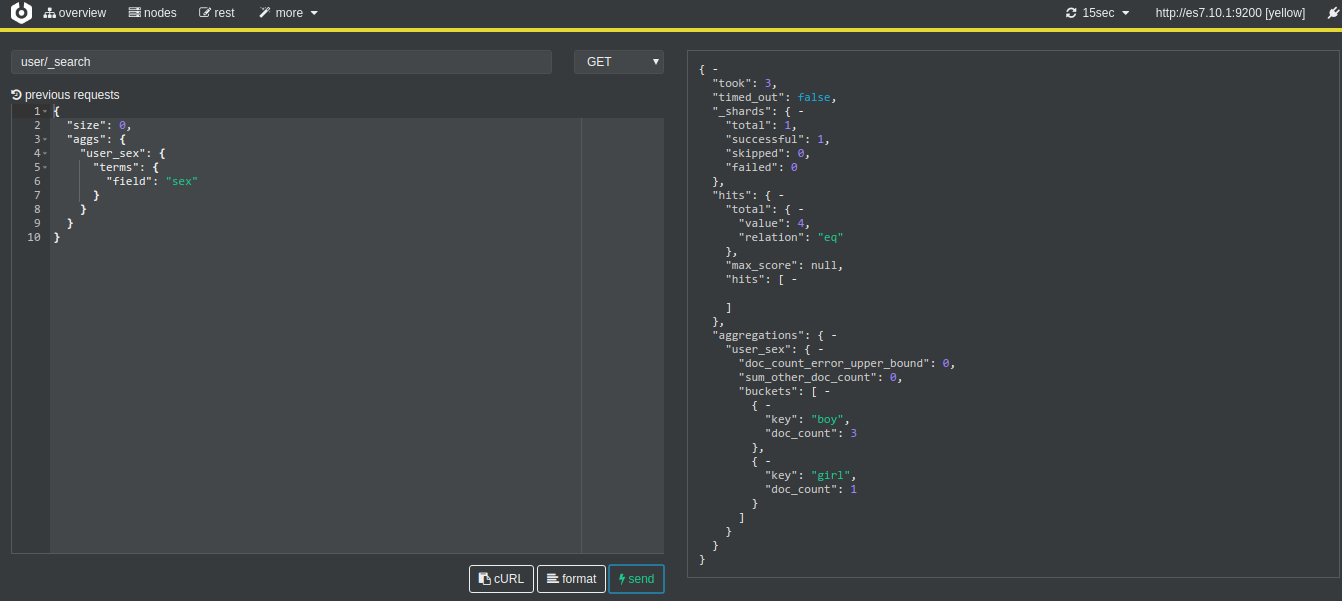 overview nodes rest more 15sec http://es7.10.1:9200 [yellow]
user/_search GET
previous requests
1 {
2 "size": 0,
3 "aggs": {
4 "user_sex": {
5 "terms": {
6 "field": "sex"
7 }
8 }
9 }
10 }
cURL format send
{ -
"took": 3,
"timed_out": false,
"_shards": { -
"total": 1,
"successful": 1,
"skipped": 0,
"failed": 0
},
"hits": { -
"total": { -
"value": 4,
"relation": "eq"
},
"max_score": null,
"hits": [ -
]
},
"aggregations": { -
"user_sex": { -
"doc_count_error_upper_bound": 0,
"sum_other_doc_count": 0,
"buckets": [ -
{ -
"key": "boy",
"doc_count": 3
},
{ -
"key": "girl",
"doc_count": 1
}
]
}
}
}